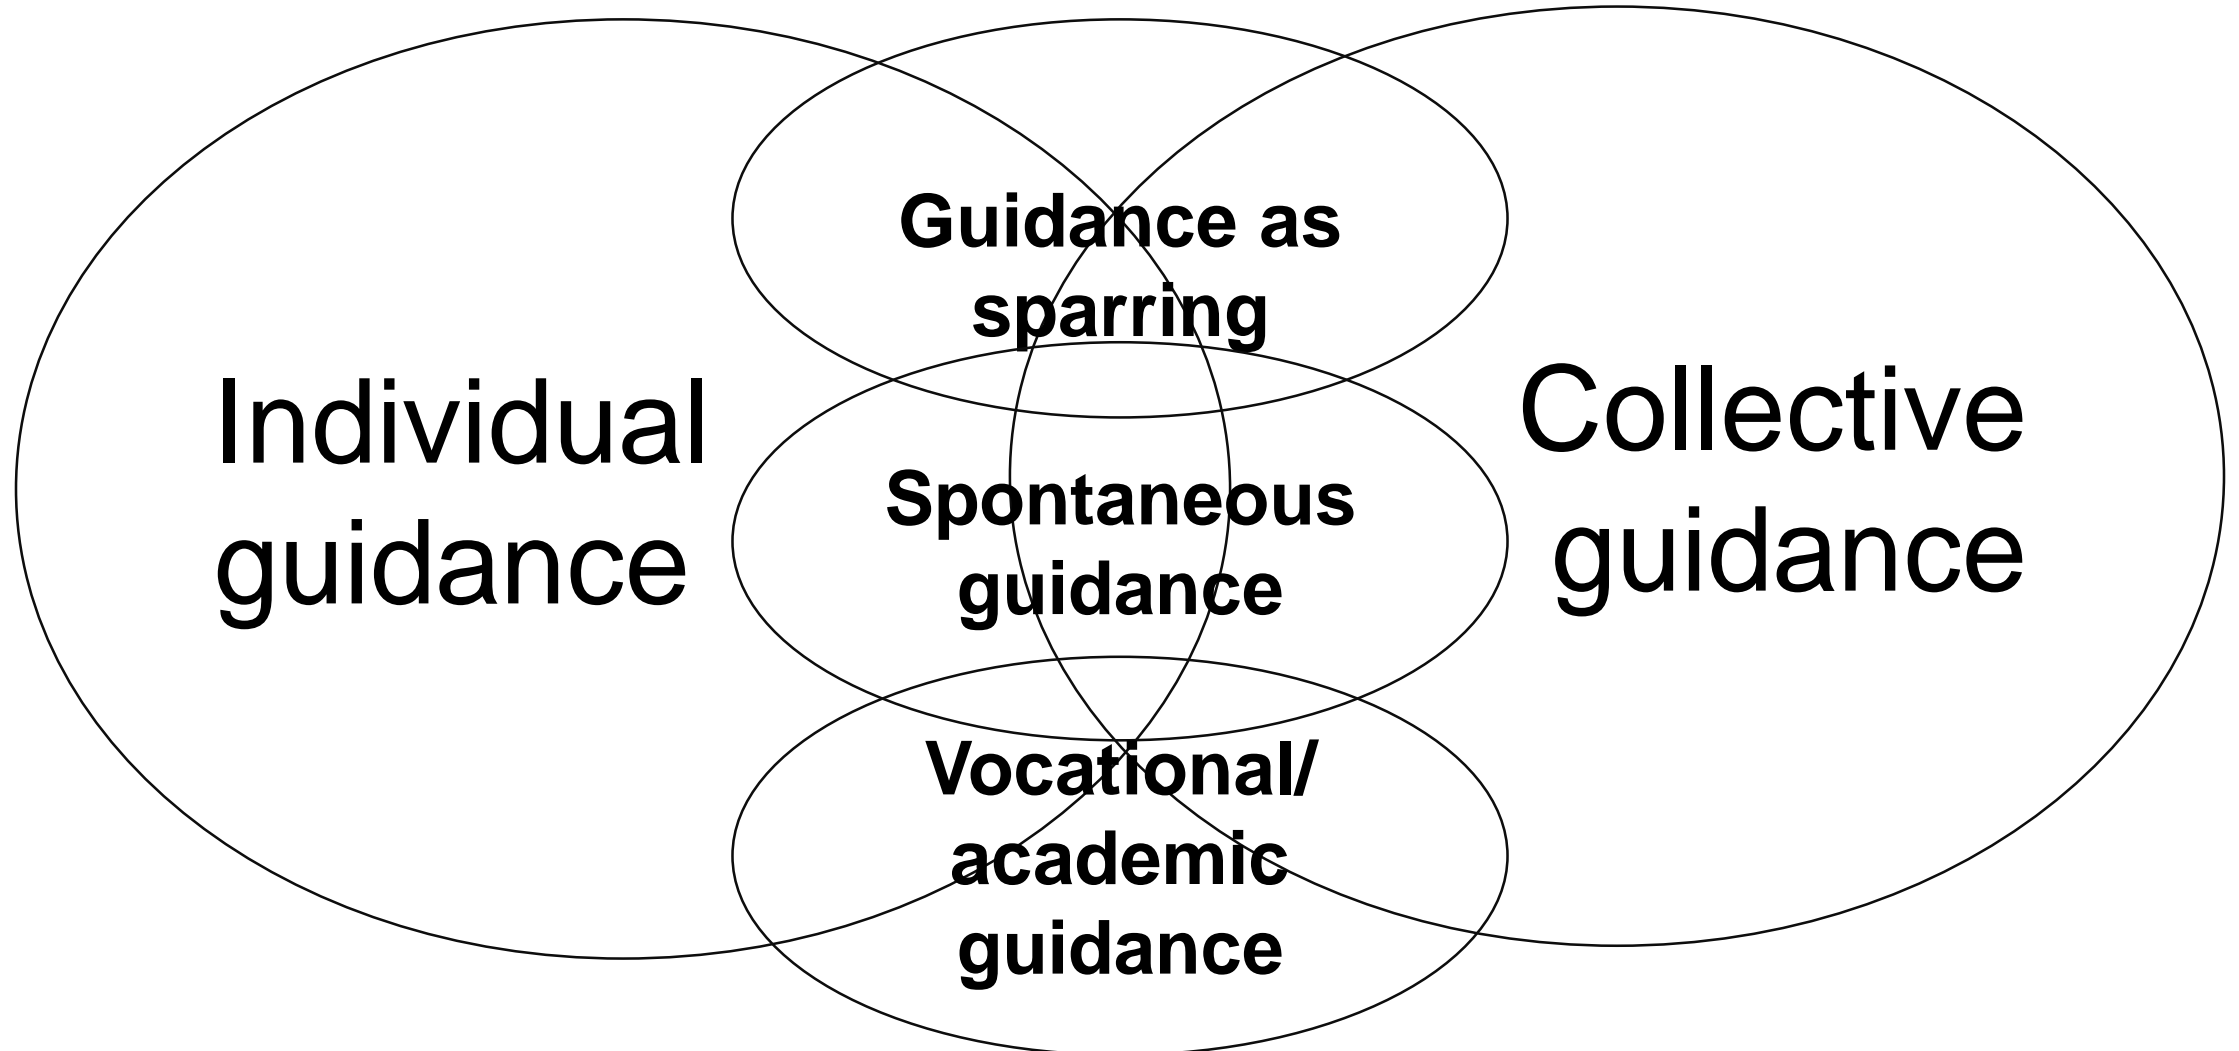 Individual
guidance
Guidance as
sparring
Spontaneous
guidance
Vocational/
academic
guidance
Collective
guidance